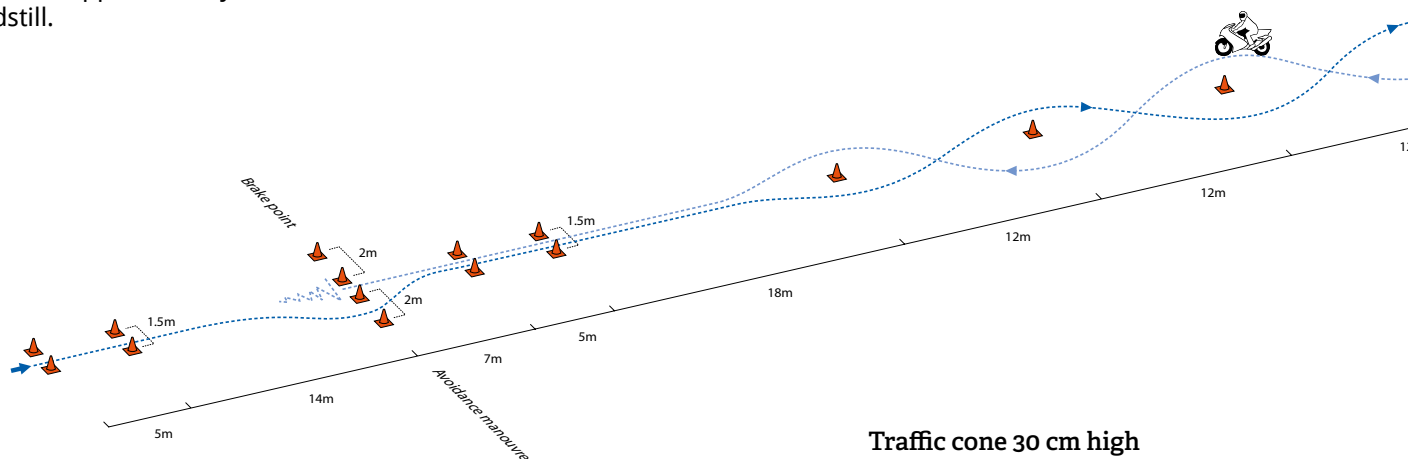 dstill.
Brake point
2m
2m
1.5m
1.5m
5m
14m
7m
5m
18m
12m
12m
Avoidance manouvre
Traffic cone 30 cm high